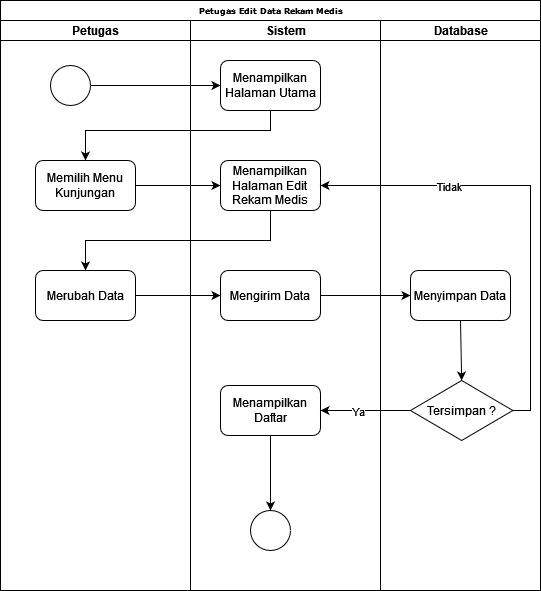 Petugas Edit Data Rekam Medis
Petugas
Sistem
Database
Menampilkan
Halaman Utama
Memilih Menu
Kunjungan
Menampilkan
Halaman Edit
Rekam Medis
Tidak
Merubah Data
Mengirim Data
Menyimpan Data
Menampilkan
Daftar
Ya
Tersimpan ?